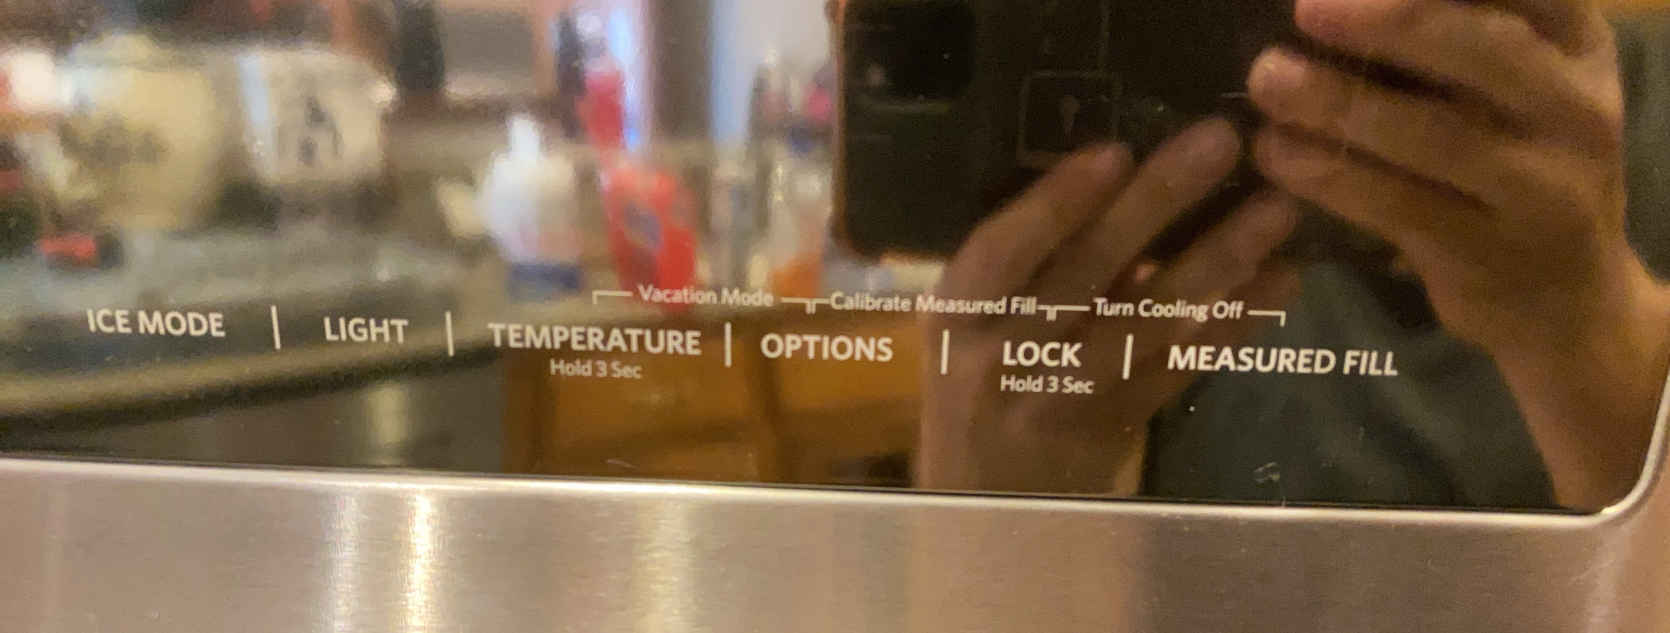 Vacation Mode Calibrate Measured Fill Turn Cooling Off
ICE MODE | LIGHT | TEMPERATURE | OPTIONS | LOCK | MEASURED FILL
Hold 3 Sec Hold 3 Sec